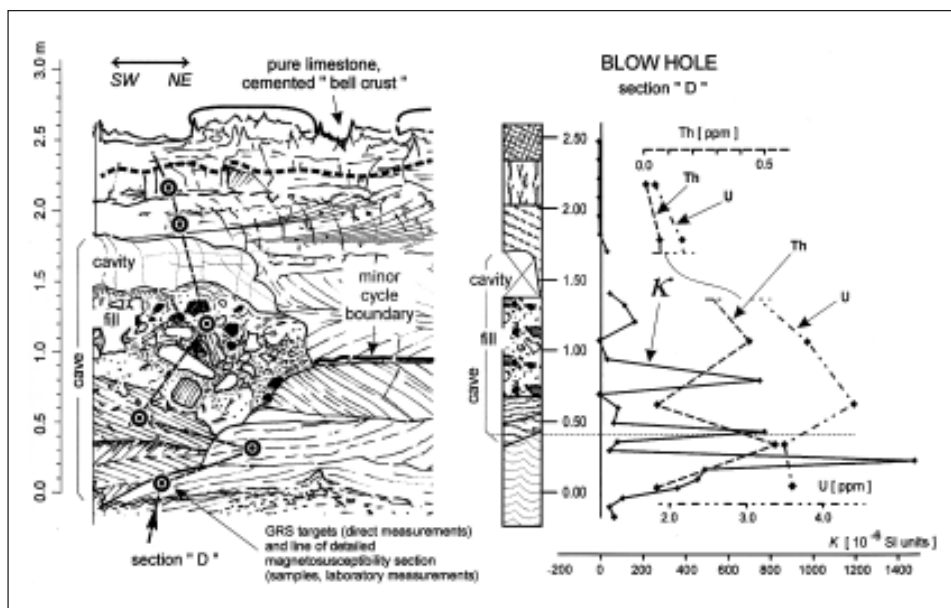 3.0 m
2.5
2.0
1.5
1.0
0.5
0.0
SW NE
pure limestone,
cemented " bell crust "
cavity
fill
cave
minor
cycle
boundary
section " D "
GRS targets (direct measurements)
and line of detailed
magnetosusceptibility section
(samples, laboratory measurements)
BLOW HOLE
section " D "
2.50
2.00
1.50
1.00
0.50
0.00
cavity
fill
cave
Th [ ppm ]
0.0 0.5
Th
U
Th
U
K
U [ ppm ]
2.0 3.0 4.0
K [ 10⁻⁶ SI units ]
-200 0 200 400 600 800 1000 1200 1400